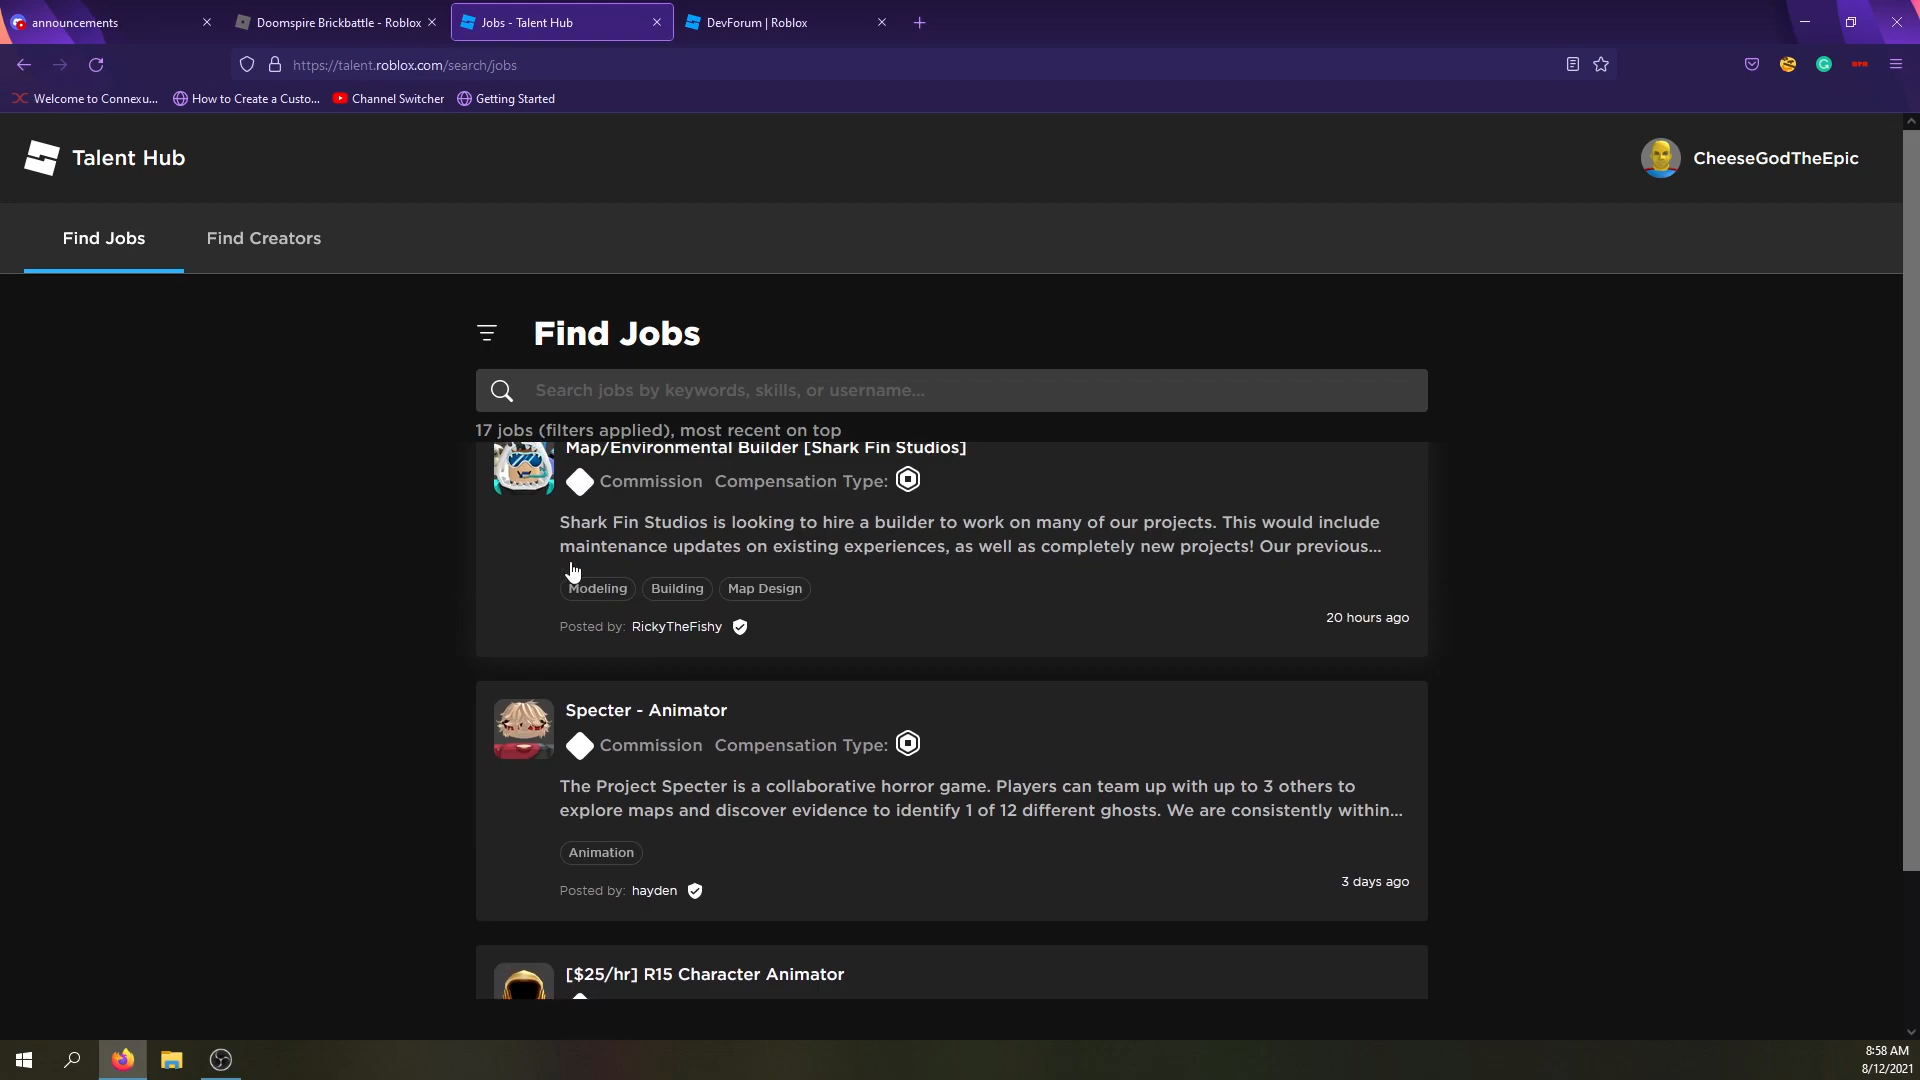 announcements
Doomspire Brickbattle - Roblox
Jobs - Talent Hub
DevForum | Roblox
https://talent.roblox.com/search/jobs
Welcome to Connexu...
How to Create a Custo...
Channel Switcher
Getting Started
Talent Hub
CheeseGodTheEpic
Find Jobs
Find Creators
Find Jobs
Search jobs by keywords, skills, or username...
17 jobs (filters applied), most recent on top
Map/Environmental Builder [Shark Fin Studios]
Commission Compensation Type:
Shark Fin Studios is looking to hire a builder to work on many of our projects. This would include
maintenance updates on existing experiences, as well as completely new projects! Our previous...
Modeling Building Map Design
Posted by: RickyTheFishy
20 hours ago
Specter - Animator
Commission Compensation Type:
The Project Specter is a collaborative horror game. Players can team up with up to 3 others to
explore maps and discover evidence to identify 1 of 12 different ghosts. We are consistently within...
Animation
Posted by: hayden
3 days ago
[$25/hr] R15 Character Animator
8:58 AM
8/12/2021